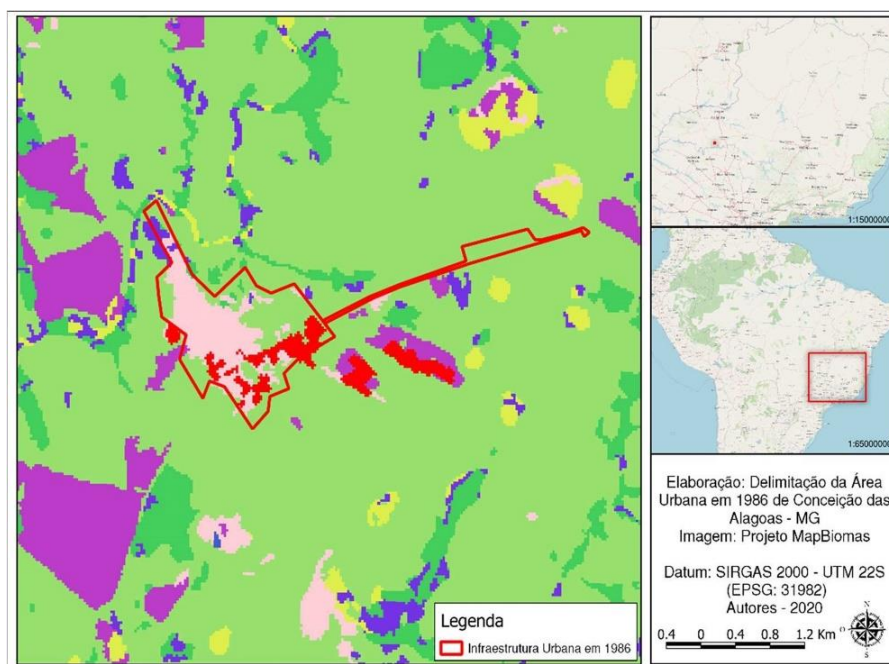 1:15000000
1:65000000
Elaboração: Delimitação da Área
Urbana em 1986 de Conceição das
Alagoas - MG
Imagem: Projeto MapBiomas
Datum: SIRGAS 2000 - UTM 22S
(EPSG: 31982)
Autores - 2020
0.4 0 0.4 0.8 1.2 Km
N
O
S
Legenda
Infraestrutura Urbana em 1986